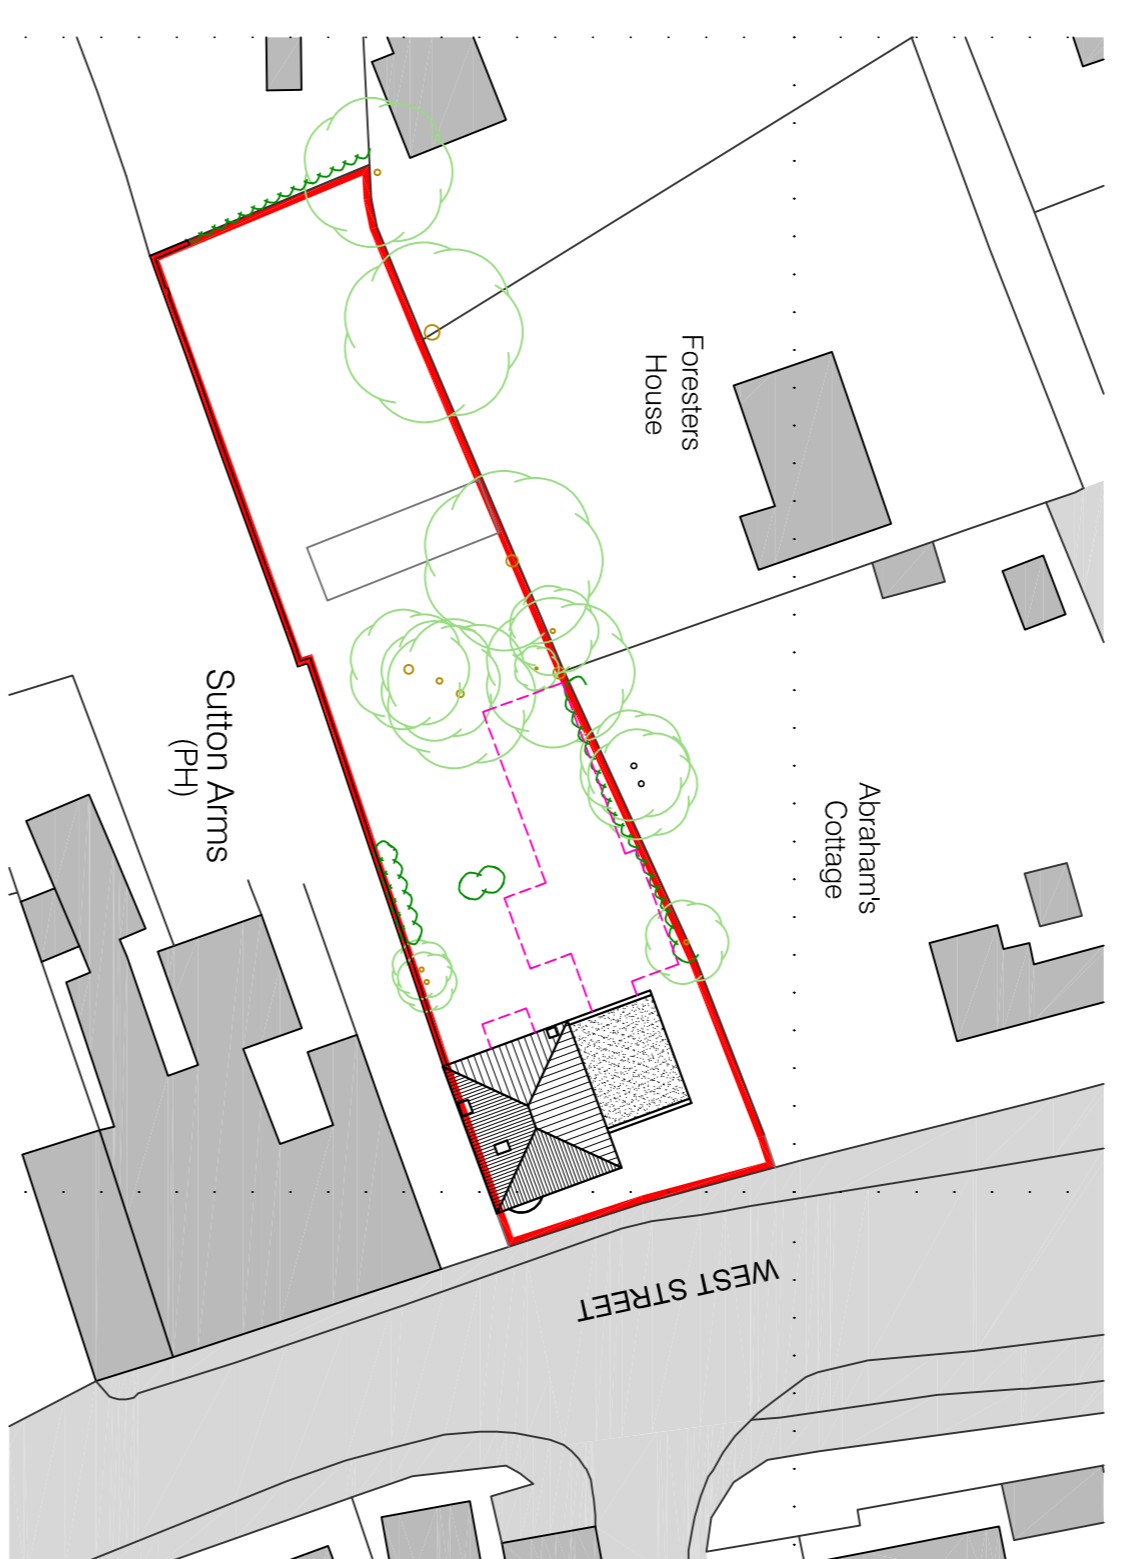 Foresters
House
Sutton Arms
(PH)
Abraham's
Cottage
WEST STREET